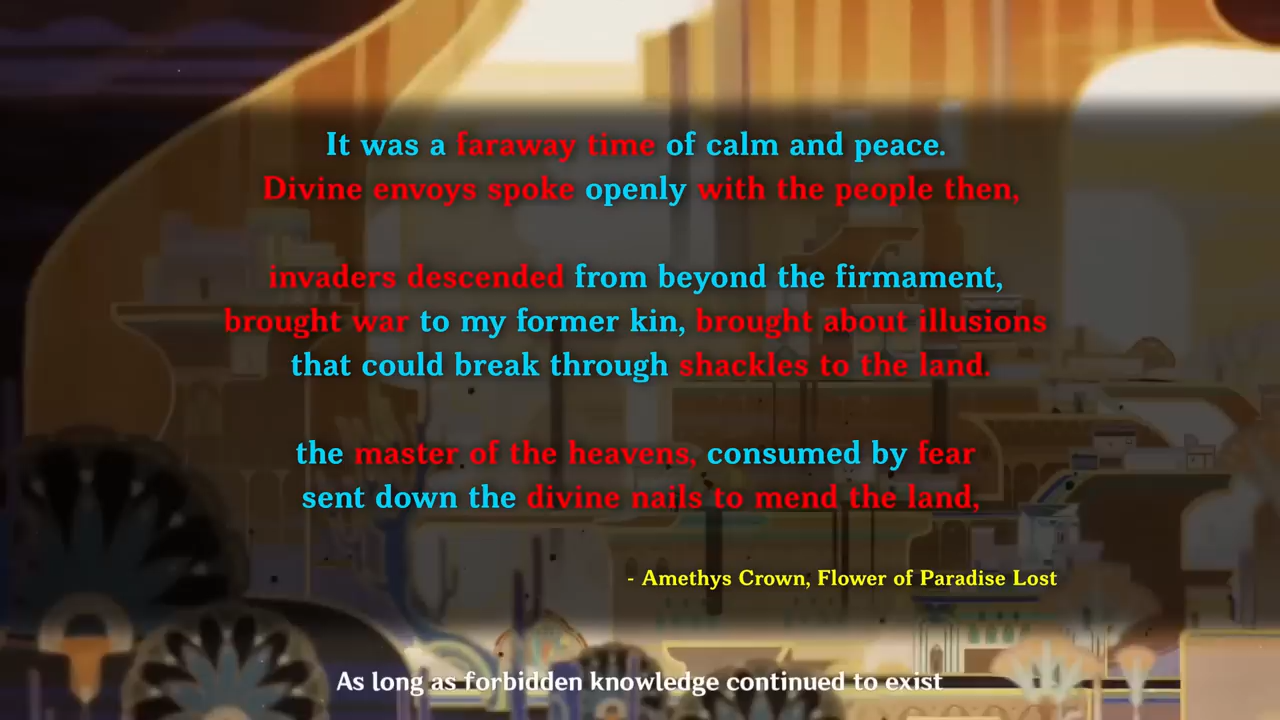 It was a faraway time of calm and peace.
Divine envoys spoke openly with the people then,
invaders descended from beyond the firmament,
brought war to my former kin, brought about illusions
that could break through shackles to the land.
the master of the heavens, consumed by fear
sent down the divine nails to mend the land,
- Amethys Crown, Flower of Paradise Lost
As long as forbidden knowledge continued to exist